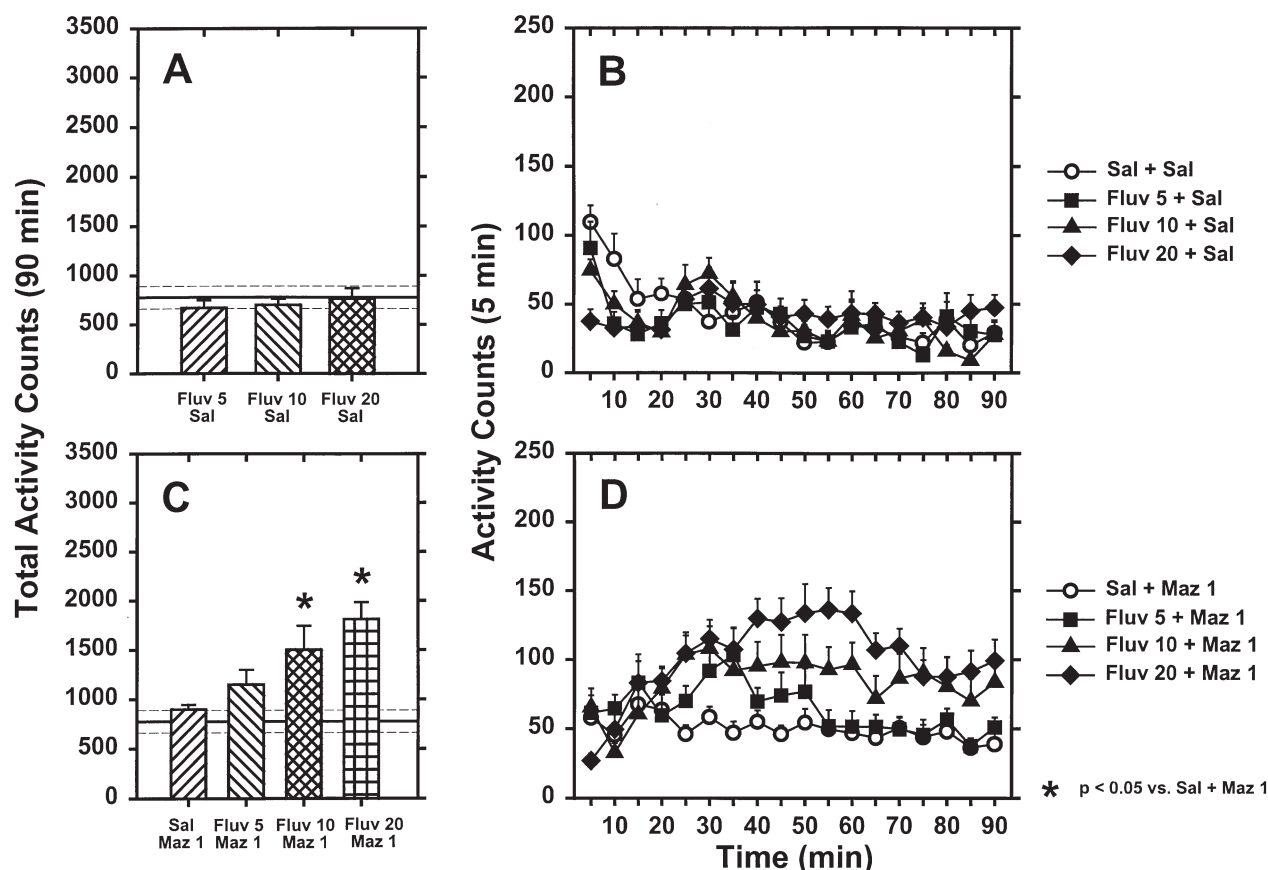 Total Activity Counts (90 min)
A
3500
3000
2500
2000
1500
1000
500
0
Fluv 5 Fluv 10 Fluv 20
Sal Sal Sal
Activity Counts (5 min)
B
250
200
150
100
50
0
10 20 30 40 50 60 70 80 90
Sal + Sal
Fluv 5 + Sal
Fluv 10 + Sal
Fluv 20 + Sal
C
3500
3000
2500
2000
1500
1000
500
0
* *
Sal Fluv 5 Fluv 10 Fluv 20
Maz 1 Maz 1 Maz 1 Maz 1
D
250
200
150
100
50
0
10 20 30 40 50 60 70 80 90
Time (min)
Sal + Maz 1
Fluv 5 + Maz 1
Fluv 10 + Maz 1
Fluv 20 + Maz 1
* p < 0.05 vs. Sal + Maz 1